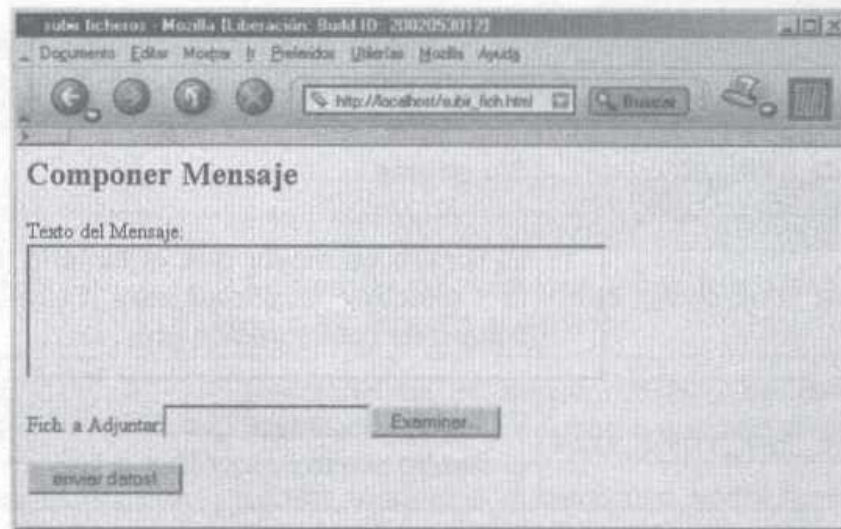 subir ficheros - Mozilla {Liberación: Build ID: 2002053012}
Documento Editar Mostrar Ir Preferidos Ubierlas Mozilla Ayuda
http://localhost/subir_fich.html Buscar
Componer Mensaje
Texto del Mensaje:
Fich. a Adjuntar: Examinar...
enviar datos!